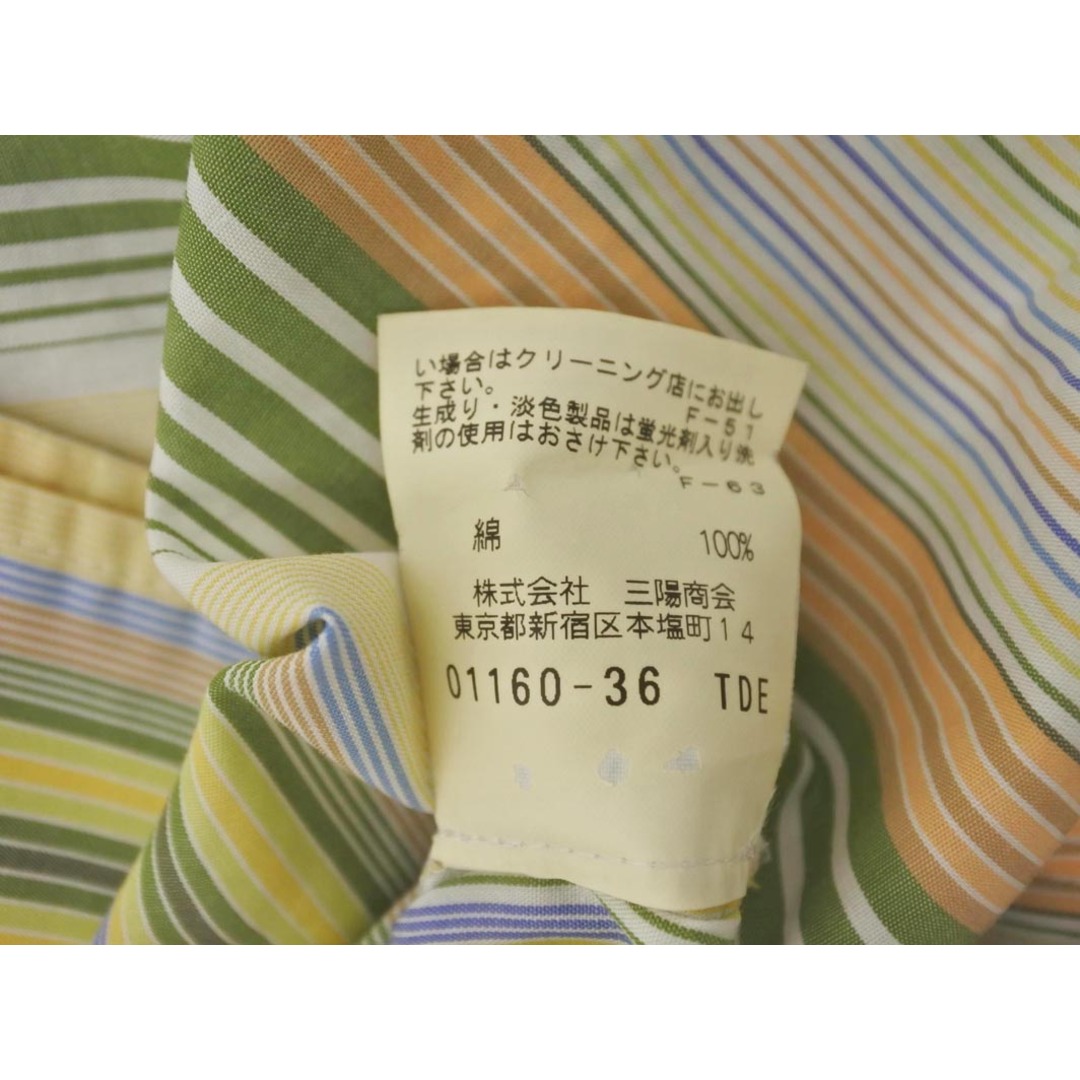 い場合はクリーニング店にお出し
下さい。
F-51
生成り・淡色製品は蛍光剤入り洗
剤の使用はおさけ下さい。
F-63
綿 100%
株式会社 三陽商会
東京都新宿区本塩町14
01160-36 TDE